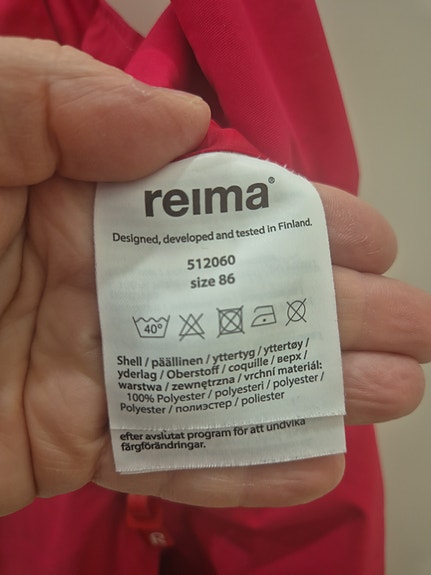 reima®
Designed, developed and tested in Finland.
512060
size 86
40°
Shell / päällinen / yttertyg / yttertøy /
yderlag / Oberstoff / coquille / верх /
warstwa / zewnętrzna / vrchní materiál:
100% Polyester / polyesteri / polyester /
Polyester / полиэстер / poliester
efter avslutat program för att undvika
färgförändringar.
R